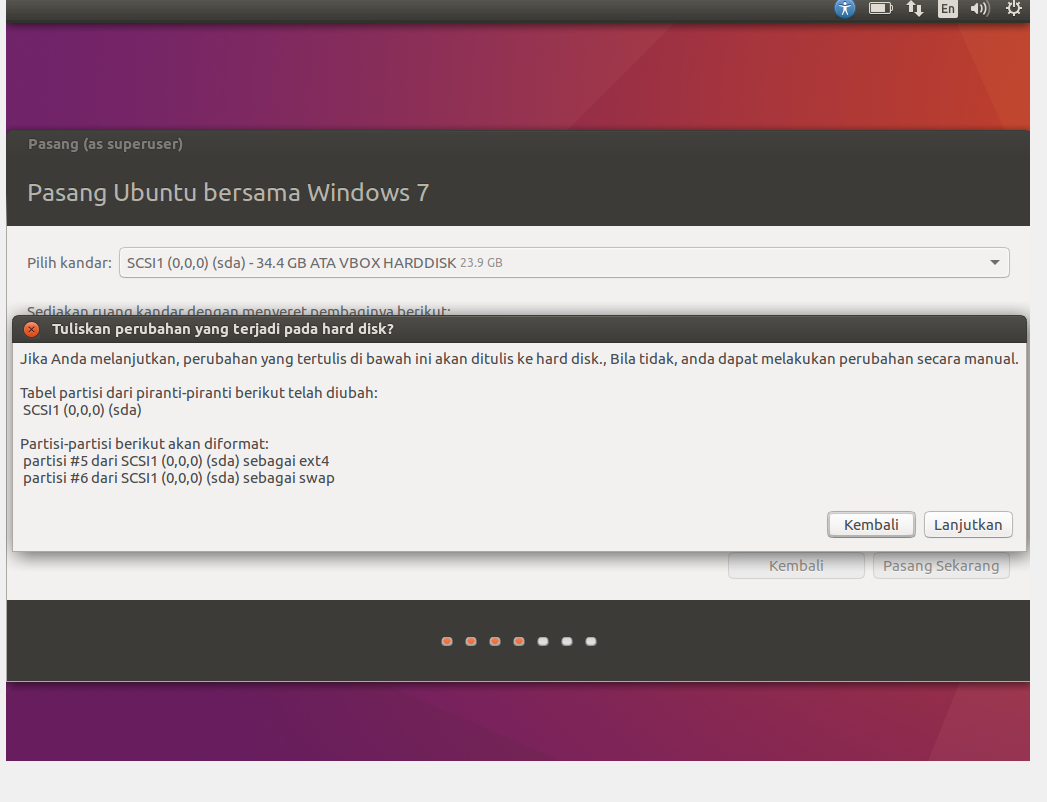 En
Pasang (as superuser)
Pasang Ubuntu bersama Windows 7
Pilih kandar: SCSI1 (0,0,0) (sda) - 34.4 GB ATA VBOX HARDDISK 23.9 GB
Sediakan ruang kandar dengan menyeret pembaginya berikut:
Tuliskan perubahan yang terjadi pada hard disk?
Jika Anda melanjutkan, perubahan yang tertulis di bawah ini akan ditulis ke hard disk., Bila tidak, anda dapat melakukan perubahan secara manual.
Tabel partisi dari piranti-piranti berikut telah diubah:
SCSI1 (0,0,0) (sda)
Partisi-partisi berikut akan diformat:
partisi #5 dari SCSI1 (0,0,0) (sda) sebagai ext4
partisi #6 dari SCSI1 (0,0,0) (sda) sebagai swap
Kembali Lanjutkan
Kembali Pasang Sekarang